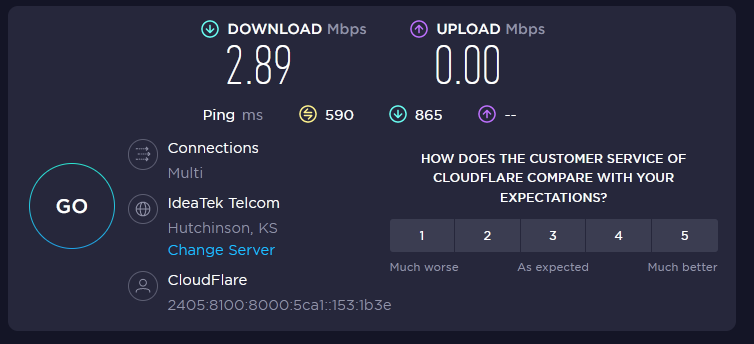 DOWNLOAD Mbps
2.89
UPLOAD Mbps
0.00
Ping ms 590 865 --
GO
Connections
Multi
IdeaTek Telcom
Hutchinson, KS
Change Server
CloudFlare
2405:8100:8000:5ca1::153:1b3e
HOW DOES THE CUSTOMER SERVICE OF
CLOUDFLARE COMPARE WITH YOUR
EXPECTATIONS?
1 2 3 4 5
Much worse As expected Much better